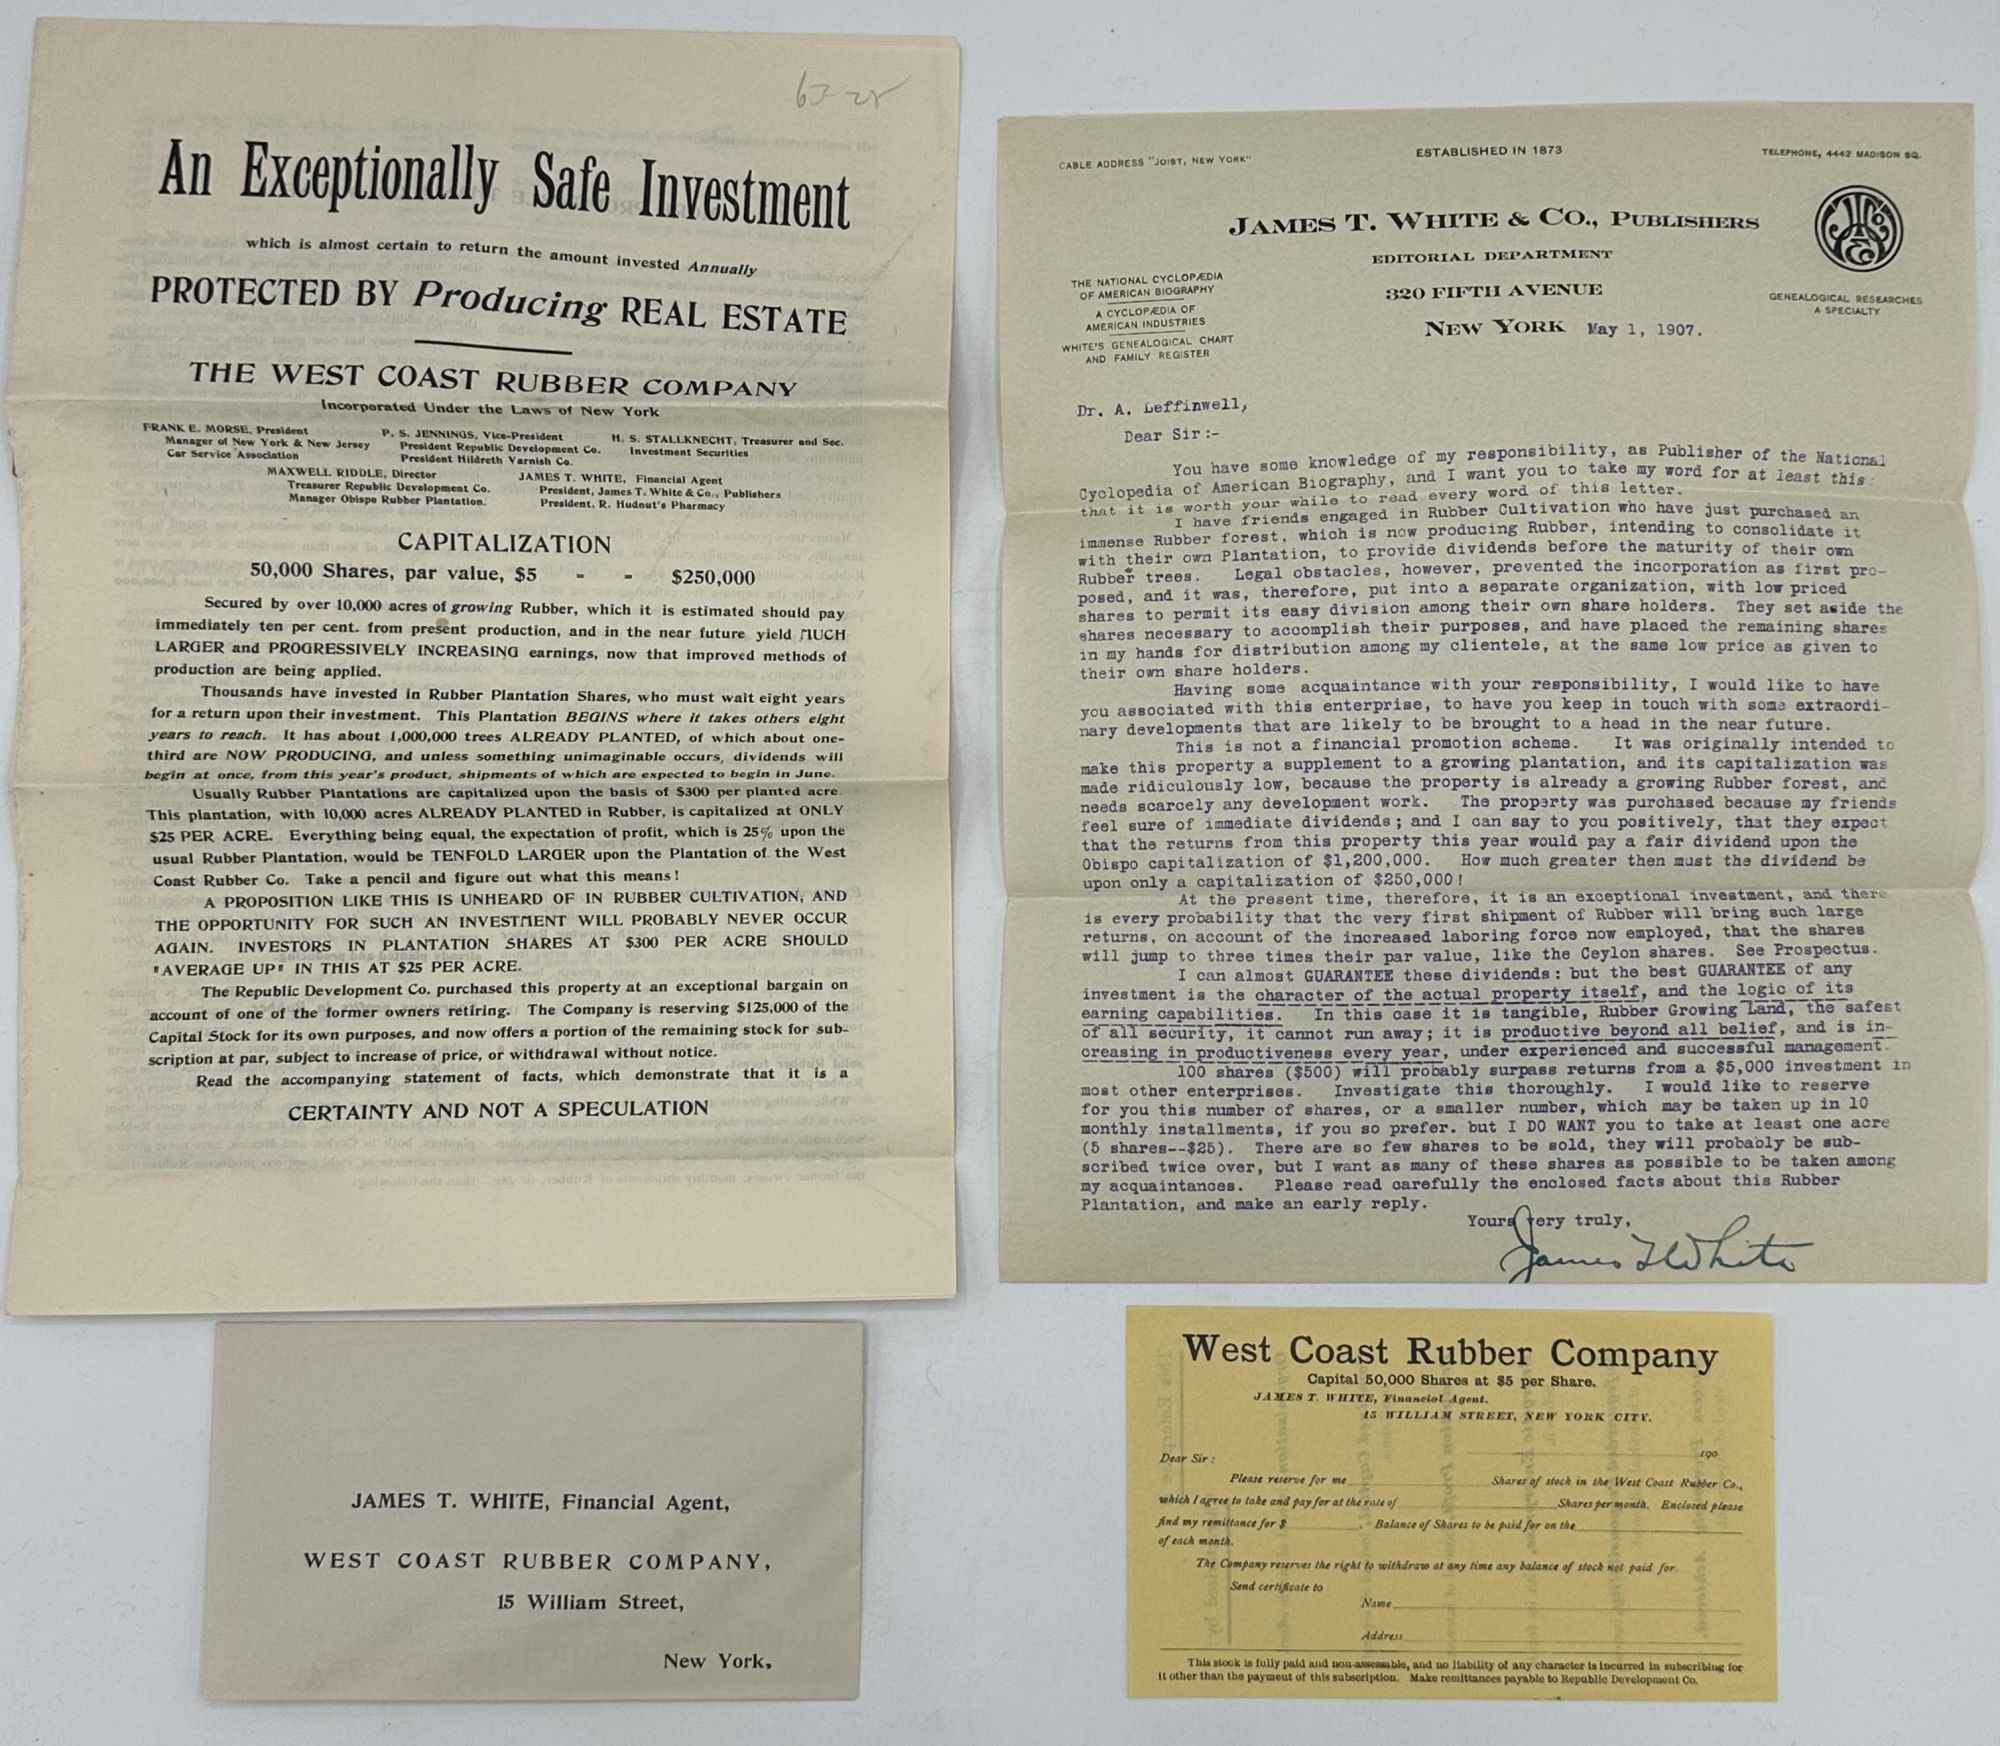 An Exceptionally Safe Investment
which is almost certain to return the amount invested Annually
PROTECTED BY Producing REAL ESTATE
THE WEST COAST RUBBER COMPANY
Incorporated Under the Laws of New York
FRANK E. MORSE, President
Manager of New York & New Jersey
Car Service Association
P. S. JENNINGS, Vice-President
President Republic Development Co.
President Hildreth Varnish Co.
H. S. STALLKNECHT, Treasurer and Sec.
Investment Securities
MAXWELL RIDDLE, Director
Treasurer Republic Development Co.
Manager Obispo Rubber Plantation.
JAMES T. WHITE, Financial Agent
President, James T. White & Co., Publishers
President, R. Hudnut's Pharmacy
CAPITALIZATION
50,000 Shares, par value, $5 - - $250,000
Secured by over 10,000 acres of growing Rubber, which it is estimated should pay
immediately ten per cent. from present production, and in the near future yield MUCH
LARGER and PROGRESSIVELY INCREASING earnings, now that improved methods of
production are being applied.
Thousands have invested in Rubber Plantation Shares, who must wait eight years
for a return upon their investment. This Plantation BEGINS where it takes others eight
years to reach. It has about 1,000,000 trees ALREADY PLANTED, of which about one-
third are NOW PRODUCING, and unless something unimaginable occurs, dividends will
begin at once, from this year's product, shipments of which are expected to begin in June.
Usually Rubber Plantations are capitalized upon the basis of $300 per planted acre.
This plantation, with 10,000 acres ALREADY PLANTED in Rubber, is capitalized at ONLY
$25 PER ACRE. Everything being equal, the expectation of profit, which is 25% upon the
usual Rubber Plantation, would be TENFOLD LARGER upon the Plantation of the West
Coast Rubber Co. Take a pencil and figure out what this means!
A PROPOSITION LIKE THIS IS UNHEARD OF IN RUBBER CULTIVATION, AND
THE OPPORTUNITY FOR SUCH AN INVESTMENT WILL PROBABLY NEVER OCCUR
AGAIN. INVESTORS IN PLANTATION SHARES AT $300 PER ACRE SHOULD
"AVERAGE UP" IN THIS AT $25 PER ACRE.
The Republic Development Co. purchased this property at an exceptional bargain on
account of one of the former owners retiring. The Company is reserving $125,000 of the
Capital Stock for its own purposes, and now offers a portion of the remaining stock for sub-
scription at par, subject to increase of price, or withdrawal without notice.
Read the accompanying statement of facts, which demonstrate that it is a
CERTAINTY AND NOT A SPECULATION
CABLE ADDRESS "JOIST, NEW YORK"
ESTABLISHED IN 1873
TELEPHONE, 4442 MADISON SQ.
JAMES T. WHITE & CO., PUBLISHERS
EDITORIAL DEPARTMENT
320 FIFTH AVENUE
NEW YORK May 1, 1907.
THE NATIONAL CYCLOPÆDIA
OF AMERICAN BIOGRAPHY
A CYCLOPÆDIA OF
AMERICAN INDUSTRIES
WHITE'S GENEALOGICAL CHART
AND FAMILY REGISTER
GENEALOGICAL RESEARCHES
A SPECIALTY
Dr. A. Leffinwell,
Dear Sir:-
You have some knowledge of my responsibility, as Publisher of the National
Cyclopedia of American Biography, and I want you to take my word for at least this:
that it is worth your while to read every word of this letter.
I have friends engaged in Rubber Cultivation who have just purchased an
immense Rubber forest, which is now producing Rubber, intending to consolidate it
with their own Plantation, to provide dividends before the maturity of their own
Rubber trees. Legal obstacles, however, prevented the incorporation as first pro-
posed, and it was, therefore, put into a separate organization, with low priced
shares to permit its easy division among their own share holders. They set aside the
shares necessary to accomplish their purposes, and have placed the remaining shares
in my hands for distribution among my clientele, at the same low price as given to
their own share holders.
Having some acquaintance with your responsibility, I would like to have
you associated with this enterprise, to have you keep in touch with some extraordi-
nary developments that are likely to be brought to a head in the near future.
This is not a financial promotion scheme. It was originally intended to
make this property a supplement to a growing plantation, and its capitalization was
made ridiculously low, because the property is already a growing Rubber forest, and
needs scarcely any development work. The property was purchased because my friends
feel sure of immediate dividends; and I can say to you positively, that they expect
that the returns from this property this year would pay a fair dividend upon the
Obispo capitalization of $1,200,000. How much greater then must the dividend be
upon only a capitalization of $250,000!
At the present time, therefore, it is an exceptional investment, and there
is every probability that the very first shipment of Rubber will bring such large
returns, on account of the increased laboring force now employed, that the shares
will jump to three times their par value, like the Ceylon shares. See Prospectus.
I can almost GUARANTEE these dividends: but the best GUARANTEE of any
investment is the character of the actual property itself, and the logic of its
earning capabilities. In this case it is tangible, Rubber Growing Land, the safest
of all security, it cannot run away; it is productive beyond all belief, and is in-
creasing in productiveness every year, under experienced and successful management.
100 shares ($500) will probably surpass returns from a $5,000 investment in
most other enterprises. Investigate this thoroughly. I would like to reserve
for you this number of shares, or a smaller number, which may be taken up in 10
monthly installments, if you so prefer. but I DO WANT you to take at least one acre
(5 shares--$25). There are so few shares to be sold, they will probably be sub-
scribed twice over, but I want as many of these shares as possible to be taken among
my acquaintances. Please read carefully the enclosed facts about this Rubber
Plantation, and make an early reply.
Yours very truly,
James T White
JAMES T. WHITE, Financial Agent,
WEST COAST RUBBER COMPANY,
15 William Street,
New York,
West Coast Rubber Company
Capital 50,000 Shares at $5 per Share.
JAMES T. WHITE, Financial Agent.
15 WILLIAM STREET, NEW YORK CITY.
190
Dear Sir:
Please reserve for me Shares of stock in the West Coast Rubber Co.,
which I agree to take and pay for at the rate of Shares per month. Enclosed please
find my remittance for $ . Balance of Shares to be paid for on the
of each month.
The Company reserves the right to withdraw at any time any balance of stock not paid for.
Send certificate to
Name
Address
This stock is fully paid and non-assessable, and no liability of any character is incurred in subscribing for
it other than the payment of this subscription. Make remittances payable to Republic Development Co.